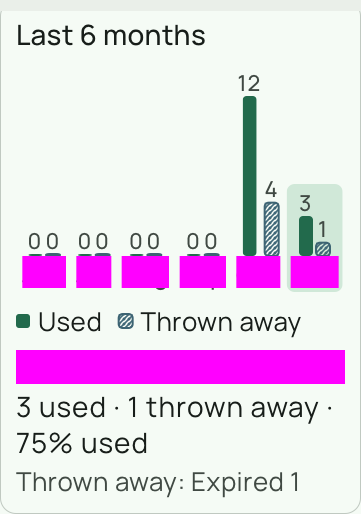 Last 6 months
12
4
3
1
0 0 0 0 0 0 0 0
Used Thrown away
3 used · 1 thrown away ·
75% used
Thrown away: Expired 1